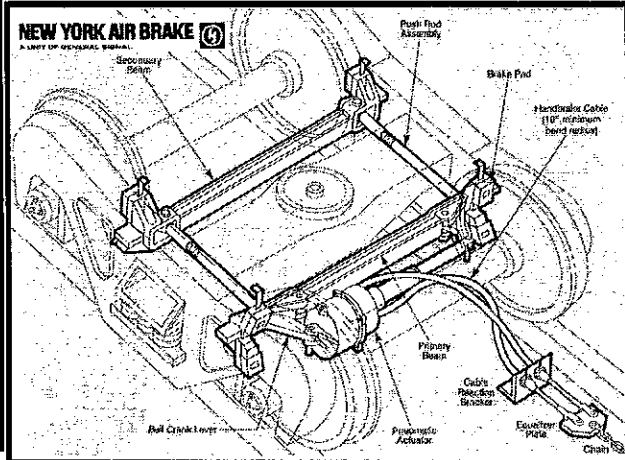 NEW YORK AIR BRAKE
A UNIT OF GENERAL SIGNAL
Push Rod
Assembly
Secondary
Beam
Brake Pad
Handbrake Cable
(10" minimum
bend radius)
Primary
Beam
Cable
Reaction
Bracket
Bell Crank Lever
Pneumatic
Actuator
Equalizer
Plate
Chain